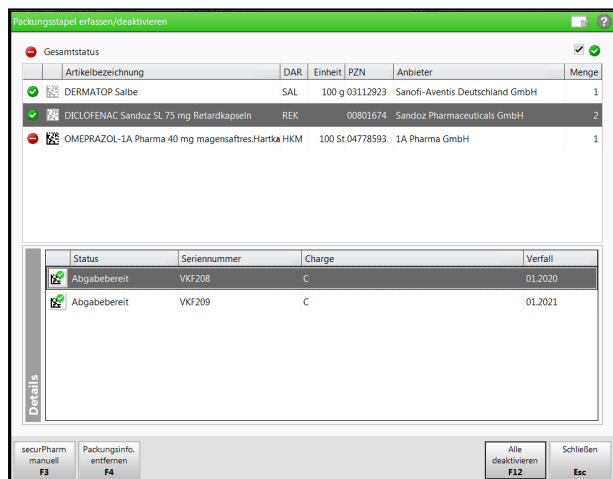 Packungsstapel erfassen/deaktivieren
Gesamtstatus
Artikelbezeichnung DAR Einheit PZN Anbieter Menge
DERMATOP Salbe SAL 100 g 03112923 Sanofi-Aventis Deutschland GmbH 1
DICLOFENAC Sandoz SL 75 mg Retardkapseln REK 00801674 Sandoz Pharmaceuticals GmbH 2
OMEPRAZOL-1A Pharma 40 mg magensaftres.Hartka HKM 100 St 04778593 1A Pharma GmbH 1
Details
Status Seriennummer Charge Verfall
Abgabebereit VKF208 C 01.2020
Abgabebereit VKF209 C 01.2021
securPharm
manuell
F3
Packungsinfo.
entfernen
F4
Alle
deaktivieren
F12
Schließen
Esc